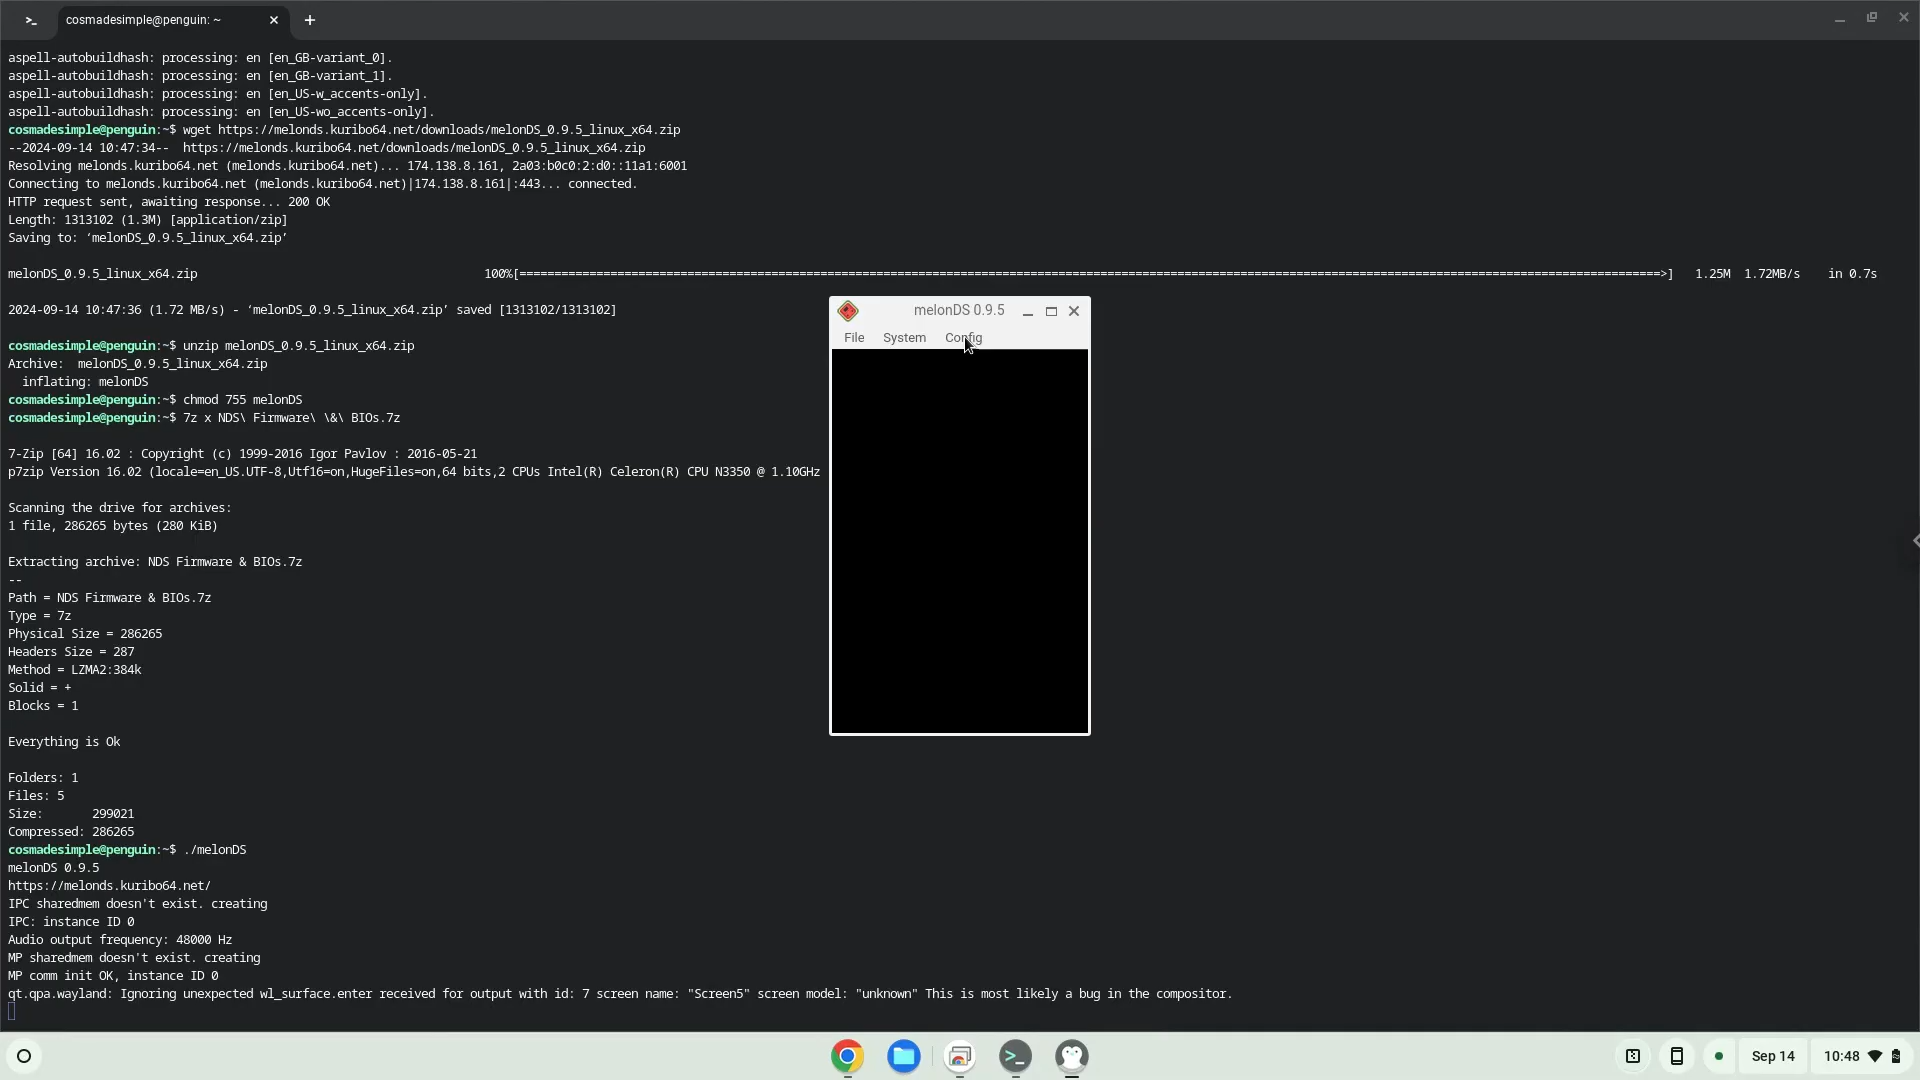 cosmadesimple@penguin: ~
aspell-autobuildhash: processing: en [en_GB-variant_0].
aspell-autobuildhash: processing: en [en_GB-variant_1].
aspell-autobuildhash: processing: en [en_US-w_accents-only].
aspell-autobuildhash: processing: en [en_US-wo_accents-only].
cosmadesimple@penguin:~$ wget https://melonds.kuribo64.net/downloads/melonDS_0.9.5_linux_x64.zip
--2024-09-14 10:47:34--  https://melonds.kuribo64.net/downloads/melonDS_0.9.5_linux_x64.zip
Resolving melonds.kuribo64.net (melonds.kuribo64.net)... 174.138.8.161, 2a03:b0c0:2:d0::11a1:6001
Connecting to melonds.kuribo64.net (melonds.kuribo64.net)|174.138.8.161|:443... connected.
HTTP request sent, awaiting response... 200 OK
Length: 1313102 (1.3M) [application/zip]
Saving to: ‘melonDS_0.9.5_linux_x64.zip’
melonDS_0.9.5_linux_x64.zip 100%[===================>] 1.25M 1.72MB/s in 0.7s
2024-09-14 10:47:36 (1.72 MB/s) - ‘melonDS_0.9.5_linux_x64.zip’ saved [1313102/1313102]
cosmadesimple@penguin:~$ unzip melonDS_0.9.5_linux_x64.zip
Archive:  melonDS_0.9.5_linux_x64.zip
  inflating: melonDS
cosmadesimple@penguin:~$ chmod 755 melonDS
cosmadesimple@penguin:~$ 7z x NDS\ Firmware\ \&\ BIOs.7z
7-Zip [64] 16.02 : Copyright (c) 1999-2016 Igor Pavlov : 2016-05-21
p7zip Version 16.02 (locale=en_US.UTF-8,Utf16=on,HugeFiles=on,64 bits,2 CPUs Intel(R) Celeron(R) CPU N3350 @ 1.10GHz
Scanning the drive for archives:
1 file, 286265 bytes (280 KiB)
Extracting archive: NDS Firmware & BIOs.7z
--
Path = NDS Firmware & BIOs.7z
Type = 7z
Physical Size = 286265
Headers Size = 287
Method = LZMA2:384k
Solid = +
Blocks = 1
Everything is Ok
Folders: 1
Files: 5
Size:       299021
Compressed: 286265
cosmadesimple@penguin:~$ ./melonDS
melonDS 0.9.5
https://melonds.kuribo64.net/
IPC sharedmem doesn't exist. creating
IPC: instance ID 0
Audio output frequency: 48000 Hz
MP sharedmem doesn't exist. creating
MP comm init OK, instance ID 0
qt.qpa.wayland: Ignoring unexpected wl_surface.enter received for output with id: 7 screen name: "Screen5" screen model: "unknown" This is most likely a bug in the compositor.
melonDS 0.9.5
File System Config
Sep 14 10:48